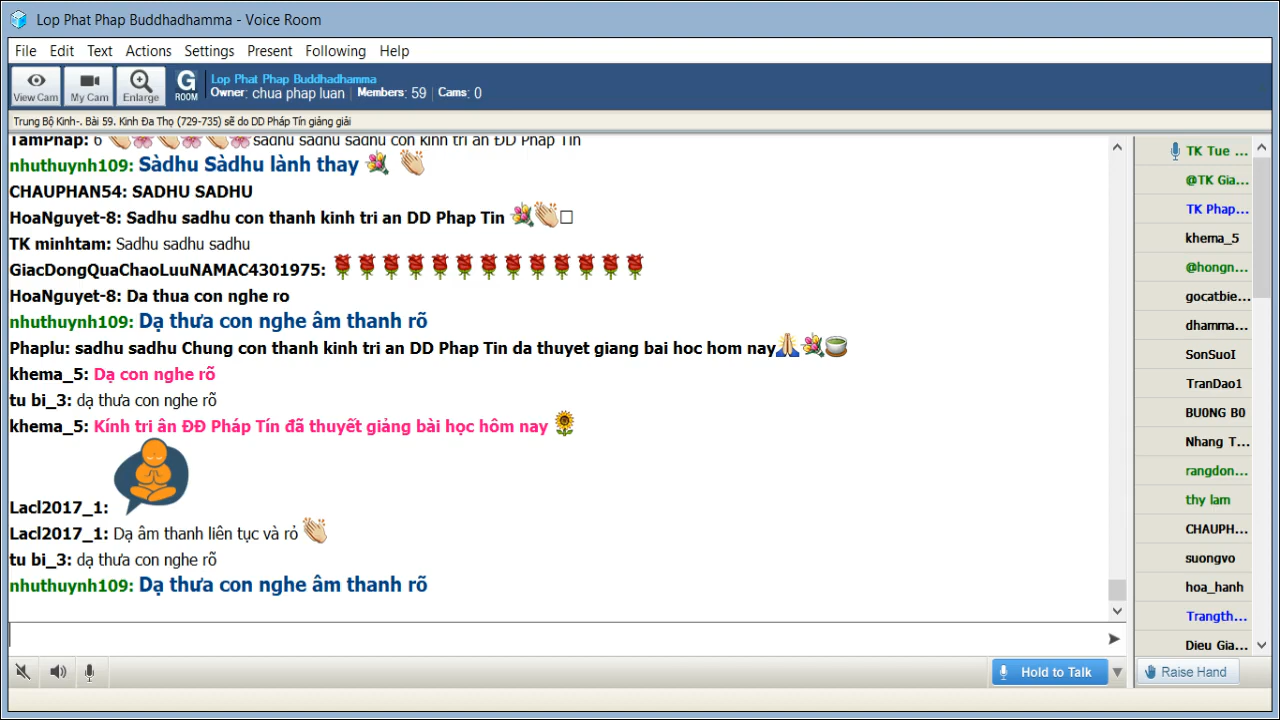 Lop Phat Phap Buddhadhamma - Voice Room
File Edit Text Actions Settings Present Following Help
View Cam My Cam Enlarge G ROOM
Lop Phat Phap Buddhadhamma
Owner: chua phap luan Members: 59 Cams: 0
Trung Bộ Kinh-. Bài 59. Kinh Đa Thọ (729-735) sẽ do DD Pháp Tín giảng giải
TamPhap: 6 👏🌸👏🌸👏🌸sadhu sadhu sadhu con kinh tri ân ĐD Phap Tin
nhuthuynh109: Sàdhu Sàdhu lành thay 💐 👏
CHAUPHAN54: SADHU SADHU
HoaNguyet-8: Sadhu sadhu con thanh kinh tri an DD Phap Tin 💐👏□
TK minhtam: Sadhu sadhu sadhu
GiacDongQuaChaoLuuNAMAC4301975: 🌹🌹🌹🌹🌹🌹🌹🌹🌹🌹🌹🌹🌹
HoaNguyet-8: Da thua con nghe ro
nhuthuynh109: Dạ thưa con nghe âm thanh rõ
Phaplu: sadhu sadhu Chung con thanh kinh tri an DD Phap Tin da thuyet giang bai hoc hom nay🙏💐🍵
khema_5: Dạ con nghe rõ
tu bi_3: dạ thưa con nghe rõ
khema_5: Kính tri ân ĐĐ Pháp Tín đã thuyết giảng bài học hôm nay 🌻
Lacl2017_1:
Lacl2017_1: Dạ âm thanh liên tục và rỏ 👏
tu bi_3: dạ thưa con nghe rõ
nhuthuynh109: Dạ thưa con nghe âm thanh rõ
TK Tue ...
@TK Gia...
TK Phap...
khema_5
@hongn...
gocatbie...
dhamma...
SonSuoI
TranDao1
BU0NG B0
Nhang T...
rangdon...
thy lam
CHAUPH...
suongvo
hoa_hanh
Trangth...
Dieu Gia...
Hold to Talk
Raise Hand